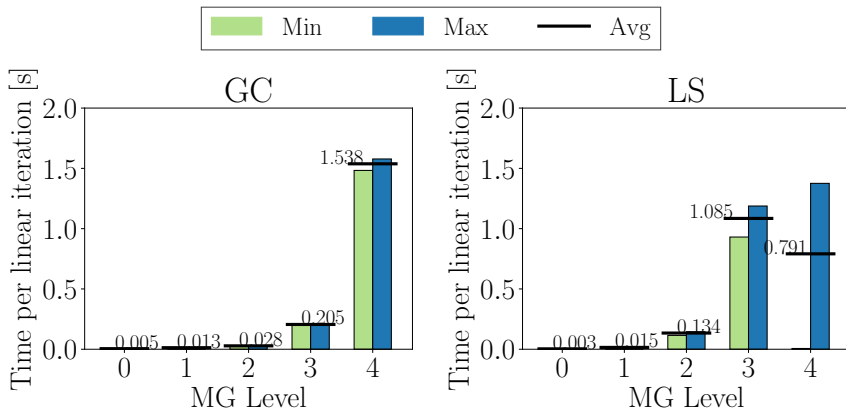 Min Max Avg
GC
Time per linear iteration [s]
2.0
1.5
1.0
0.5
0.0
1.538
0.005 0.013 0.028 0.205
0 1 2 3 4
MG Level
LS
Time per linear iteration [s]
2.0
1.5
1.0
0.5
0.0
1.085
0.791
0.003 0.015 0.134
0 1 2 3 4
MG Level